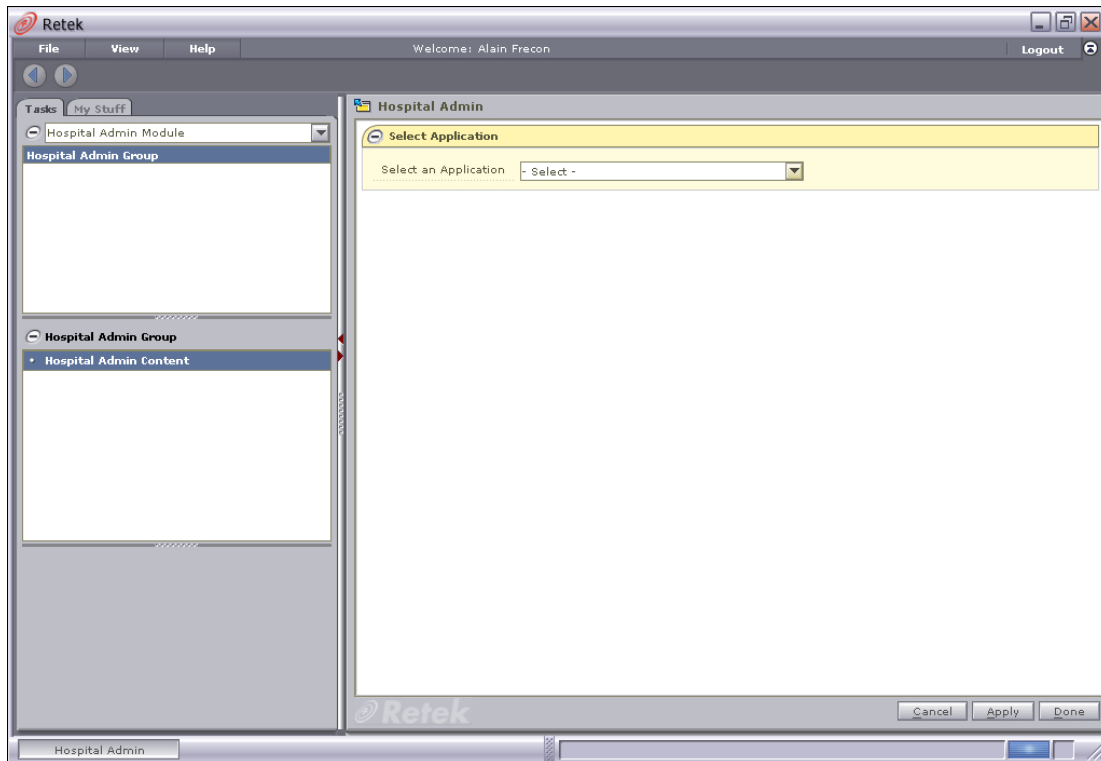 Retek
File View Help Welcome: Alain Frecon Logout
Tasks My Stuff
Hospital Admin Module
Hospital Admin Group
Hospital Admin Group
Hospital Admin Content
Hospital Admin
Select Application
Select an Application - Select -
Retek
Cancel Apply Done
Hospital Admin